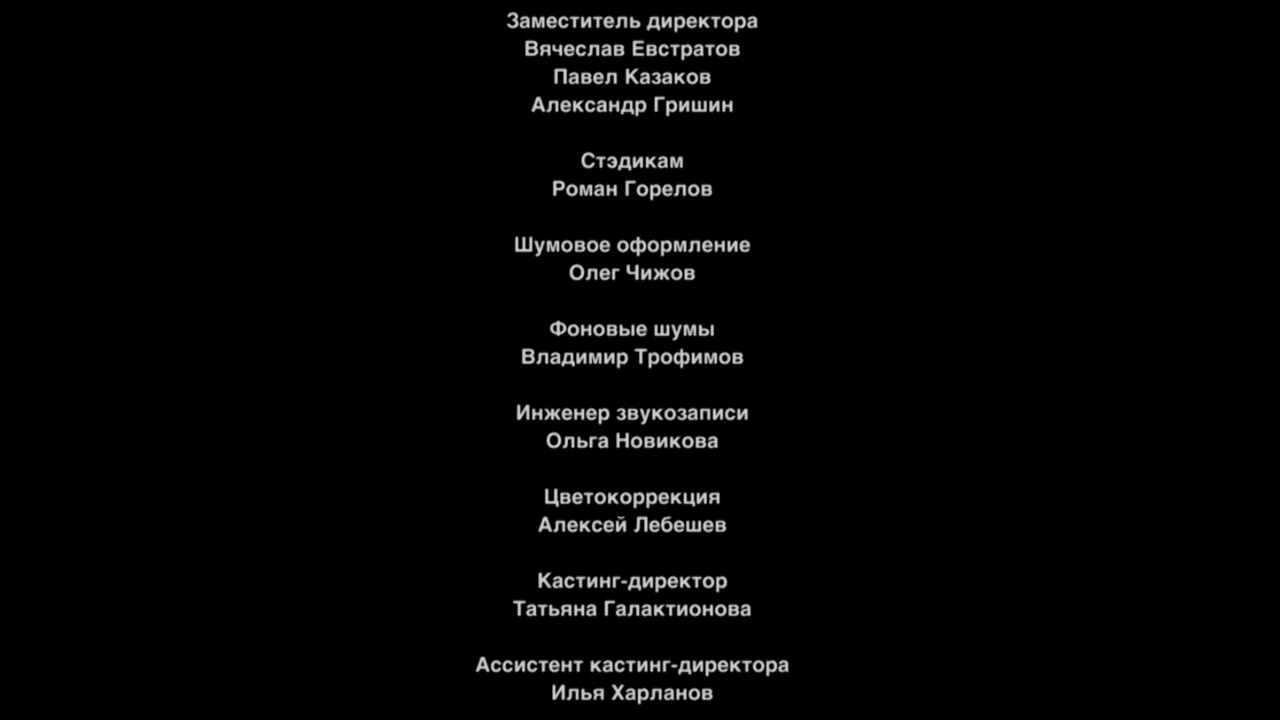 Заместитель директора
Вячеслав Евстратов
Павел Казаков
Александр Гришин
Стэдикам
Роман Горелов
Шумовое оформление
Олег Чижов
Фоновые шумы
Владимир Трофимов
Инженер звукозаписи
Ольга Новикова
Цветокоррекция
Алексей Лебешев
Кастинг-директор
Татьяна Галактионова
Ассистент кастинг-директора
Илья Харланов